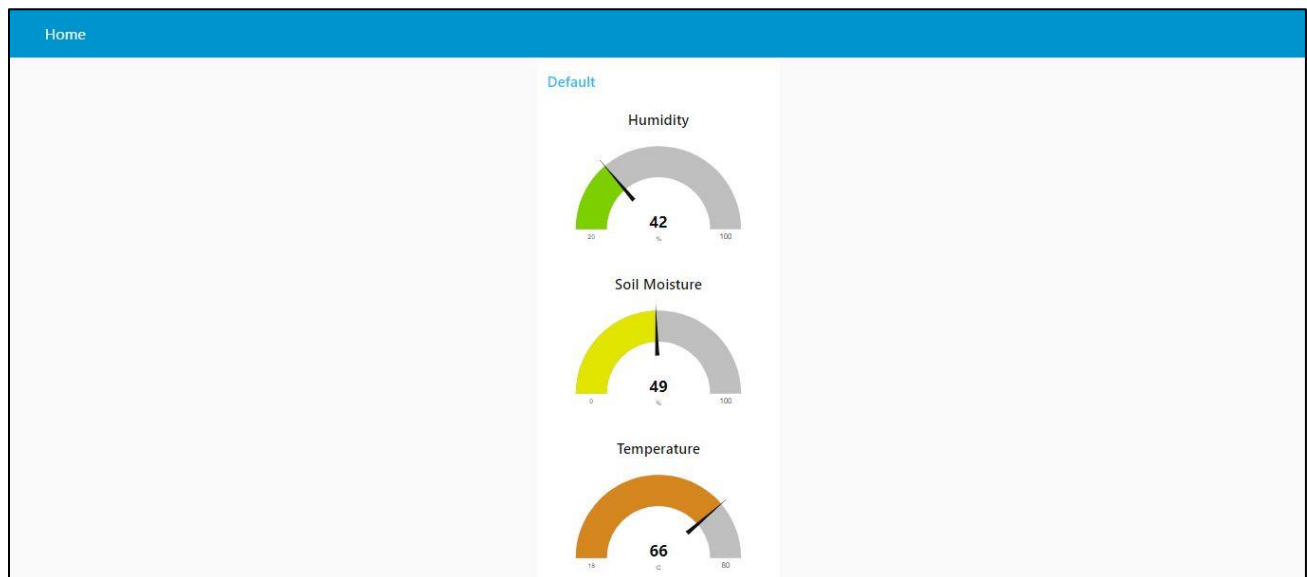 Home
Default
Humidity
42
20 % 100
Soil Moisture
49
0 % 100
Temperature
66
18 C 80